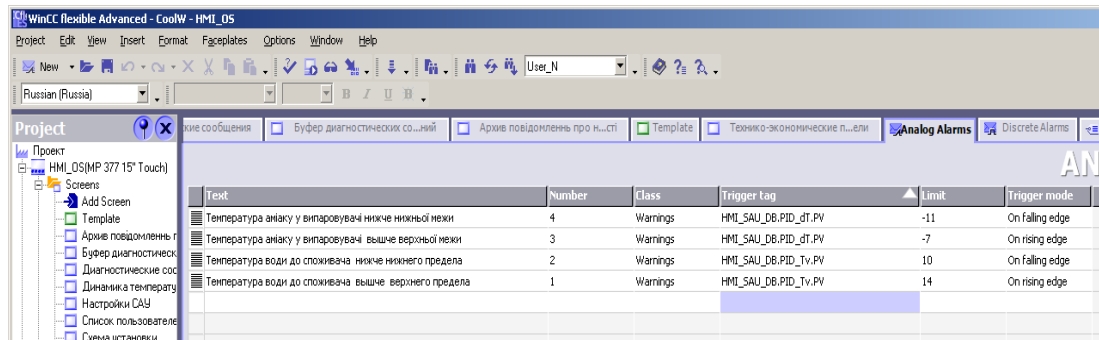 WinCC flexible Advanced - CoolW - HMI_OS
Project Edit View Insert Format Faceplates Options Window Help
New User_N
Russian (Russia) B I U B
Project кие сообщения Буфер диагностических со...ний Архив повідомленнь про н...сті Template Технико-экономические п...ели Analog Alarms Discrete Alarms
Проект AN
HMI_OS(MP 377 15" Touch)
Screens
Add Screen
Template
Архив повідомленнь п
Буфер диагностическ
Диагностические соо
Динамика температу
Настройки САУ
Список пользователе
Схема установки
Text Number Class Trigger tag Limit Trigger mode
Температура аміаку у випаровувачі нижче нижньої межи 4 Warnings HMI_SAU_DB.PID_dT.PV -11 On falling edge
Температура аміаку у випаровувачі вышче верхньої межи 3 Warnings HMI_SAU_DB.PID_dT.PV -7 On rising edge
Температура води до споживача нижче нижнего предела 2 Warnings HMI_SAU_DB.PID_Tv.PV 10 On falling edge
Температура води до споживача вышче верхнего предела 1 Warnings HMI_SAU_DB.PID_Tv.PV 14 On rising edge